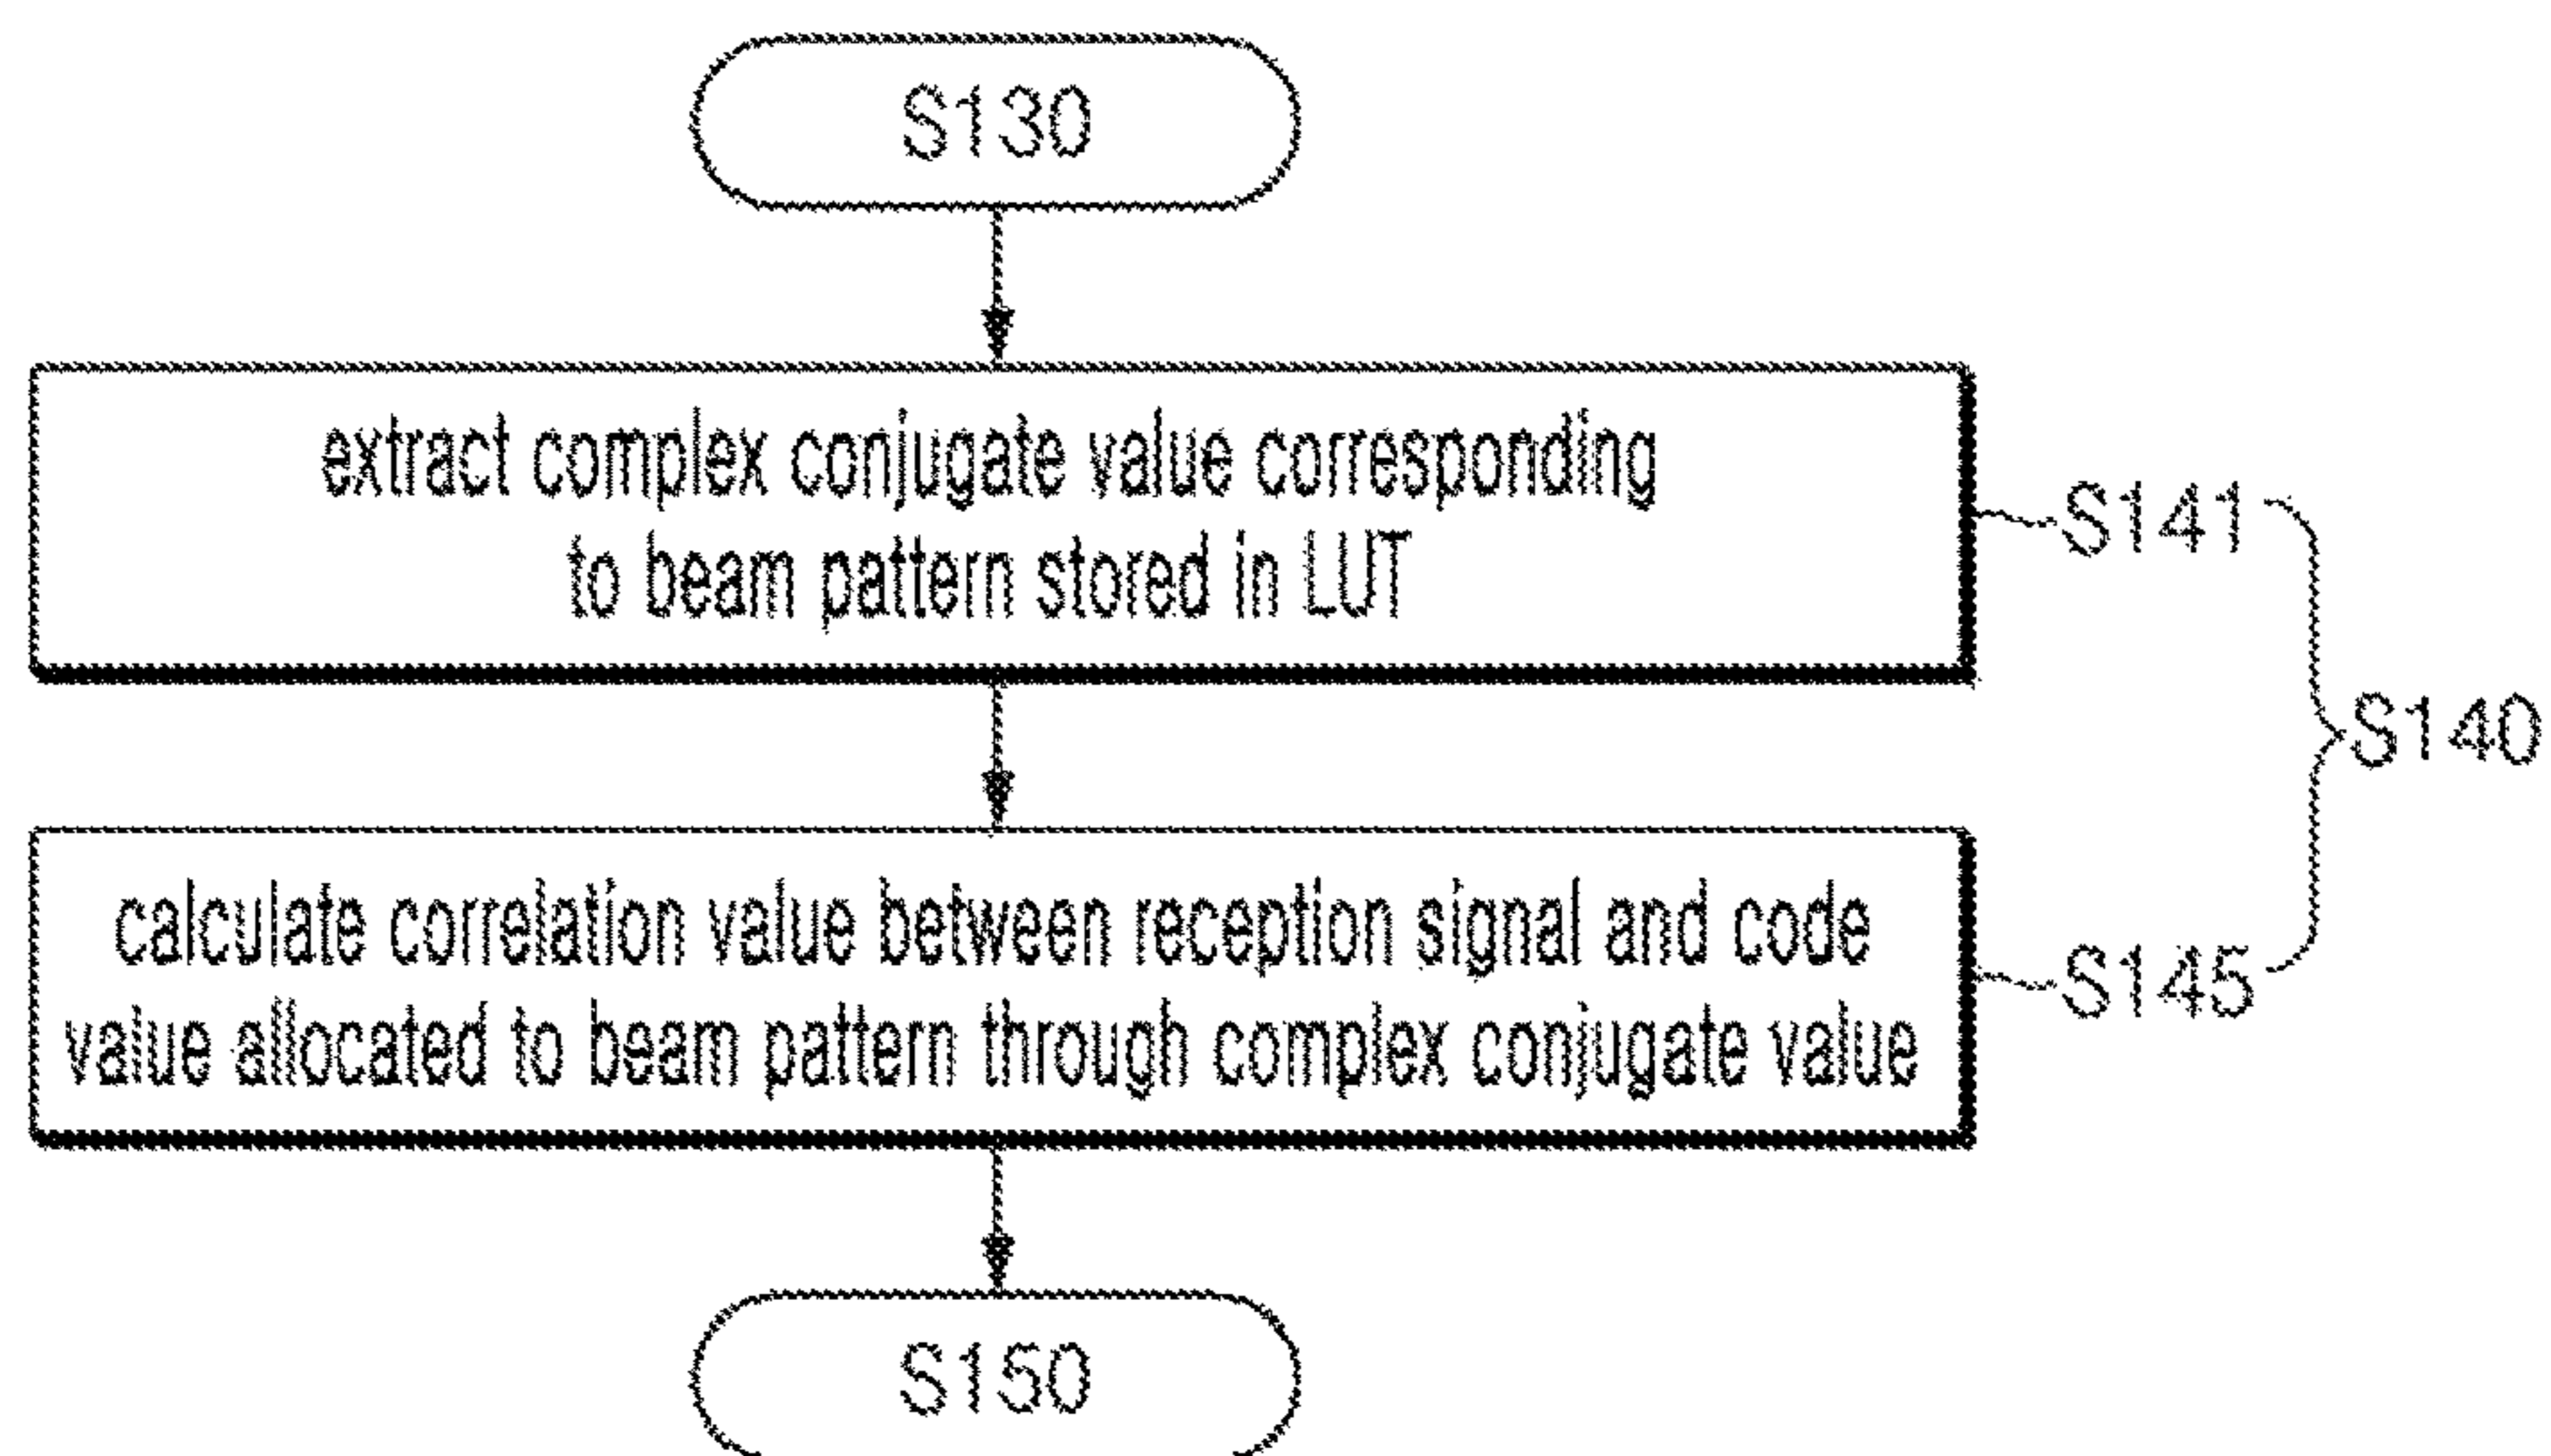 S130
extract complex conjugate value corresponding
to beam pattern stored in LUT
S141
S140
calculate correlation value between reception signal and code
value allocated to beam pattern through complex conjugate value
S145
S150